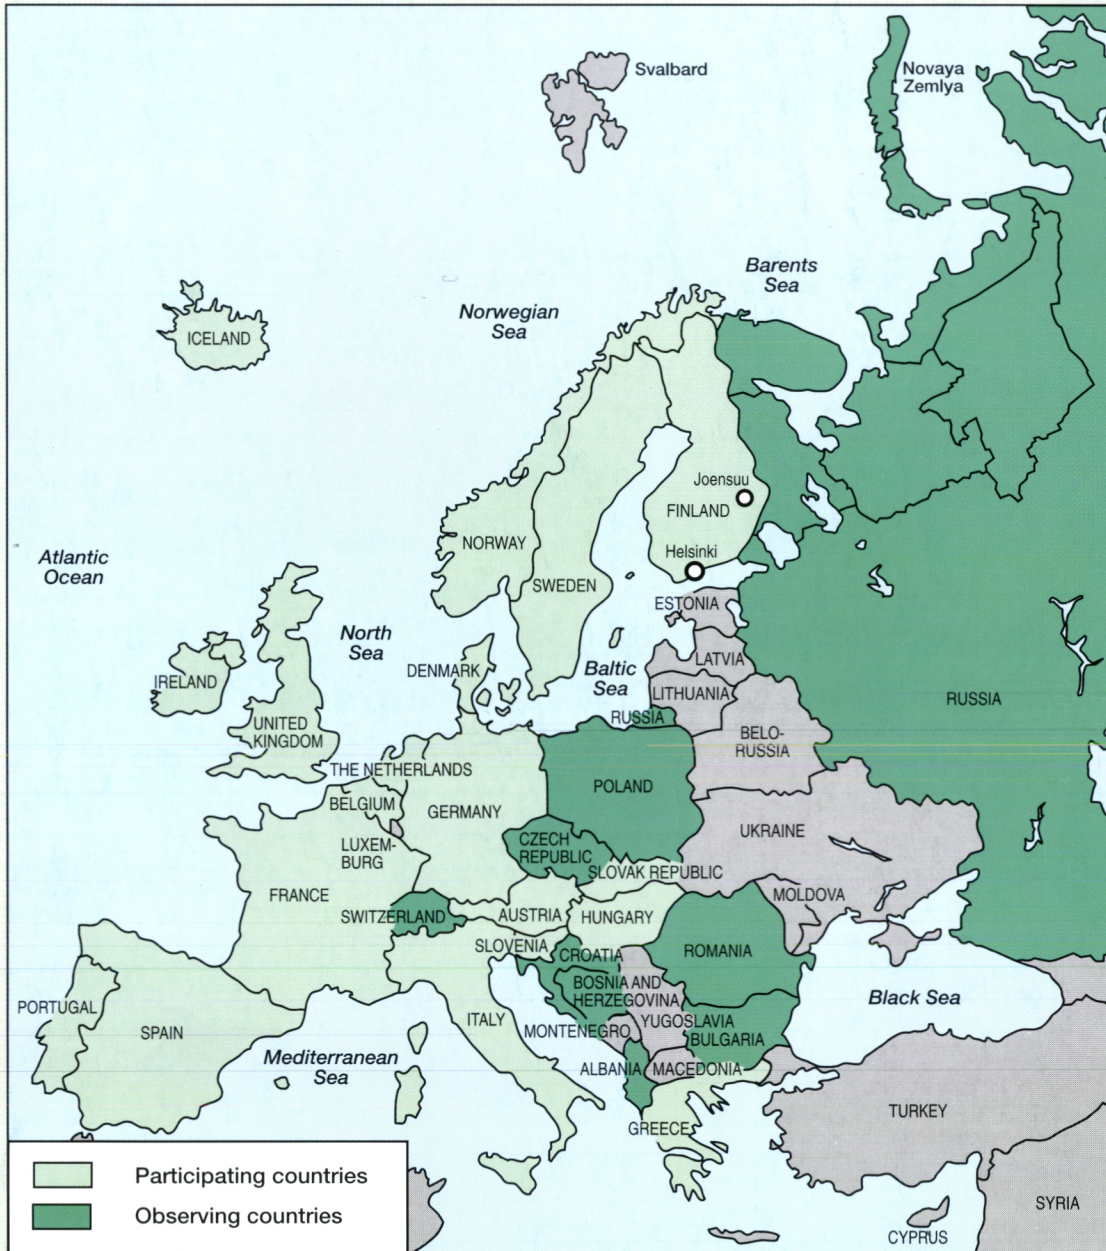 Svalbard
Novaya
Zemlya
Barents
Sea
Norwegian
Sea
ICELAND
Joensuu
FINLAND
Atlantic
Ocean
NORWAY
Helsinki
SWEDEN
ESTONIA
North
Sea
DENMARK
LATVIA
Baltic
Sea
IRELAND
LITHUANIA
RUSSIA
RUSSIA
UNITED
KINGDOM
BELO-
RUSSIA
THE NETHERLANDS
POLAND
BELGIUM
GERMANY
UKRAINE
LUXEM-
BURG
CZECH
REPUBLIC
SLOVAK REPUBLIC
FRANCE
MOLDOVA
SWITZERLAND
AUSTRIA
HUNGARY
SLOVENIA
CROATIA
ROMANIA
BOSNIA AND
HERZEGOVINA
Black Sea
PORTUGAL
SPAIN
ITALY
MONTENEGRO
YUGOSLAVIA
BULGARIA
Mediterranean
Sea
ALBANIA
MACEDONIA
TURKEY
GREECE
SYRIA
CYPRUS
Participating countries
Observing countries